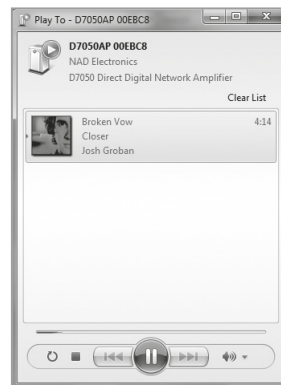 Play To - D7050AP 00EBC8
D7050AP 00EBC8
NAD Electronics
D7050 Direct Digital Network Amplifier
Clear List
Broken Vow 4:14
Closer
Josh Groban